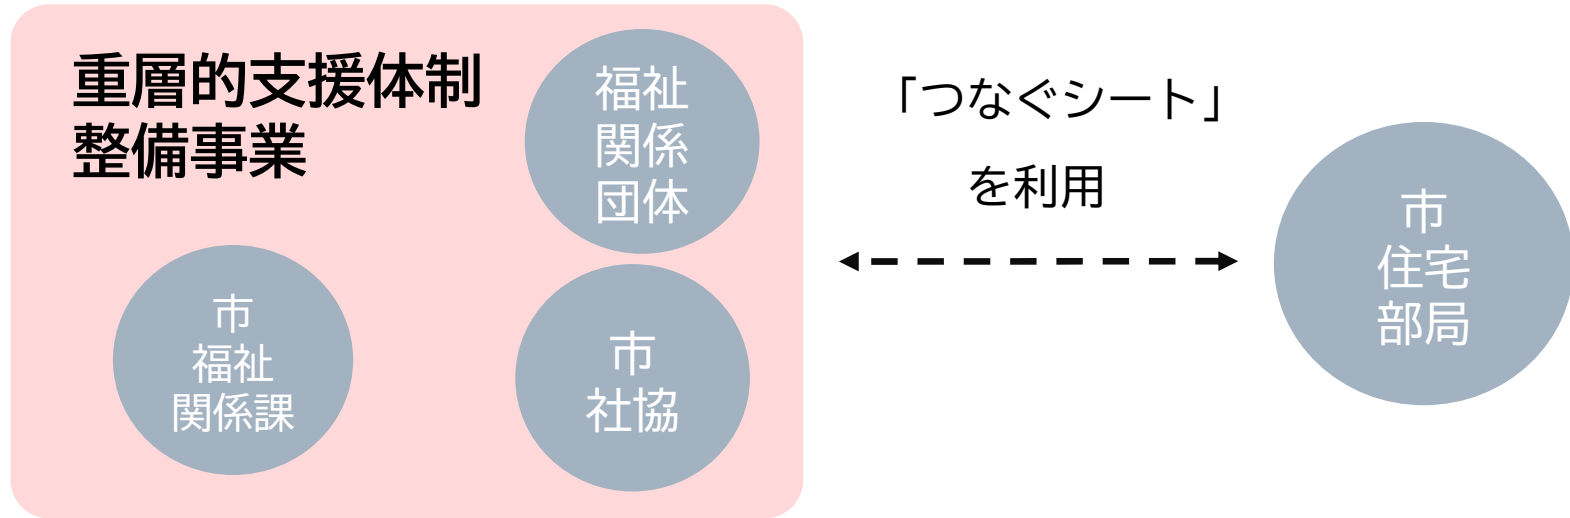 重層的支援体制
整備事業
福祉
関係
団体
市
福祉
関係課
市
社協
「つなぐシート」
を利用
市
住宅
部局